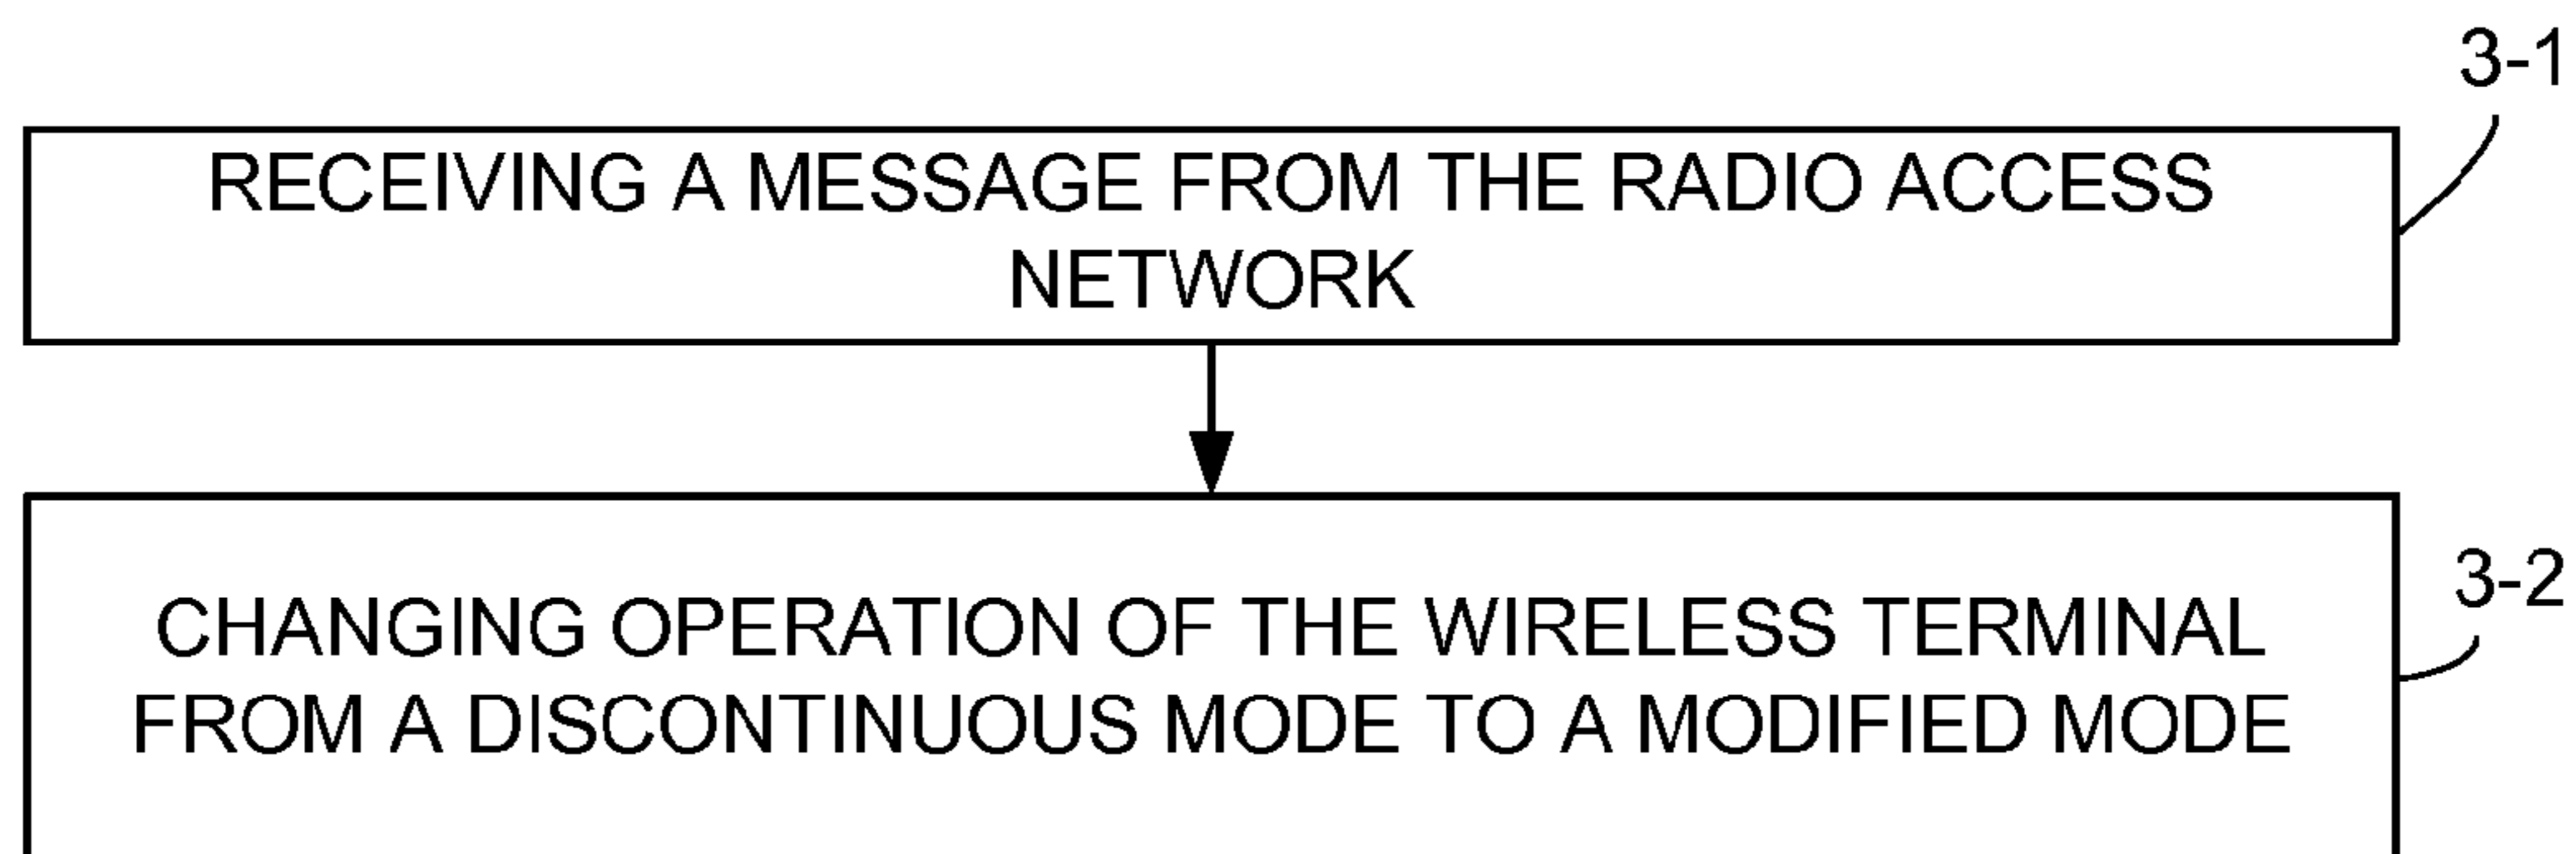 3-1
RECEIVING A MESSAGE FROM THE RADIO ACCESS
NETWORK
3-2
CHANGING OPERATION OF THE WIRELESS TERMINAL
FROM A DISCONTINUOUS MODE TO A MODIFIED MODE